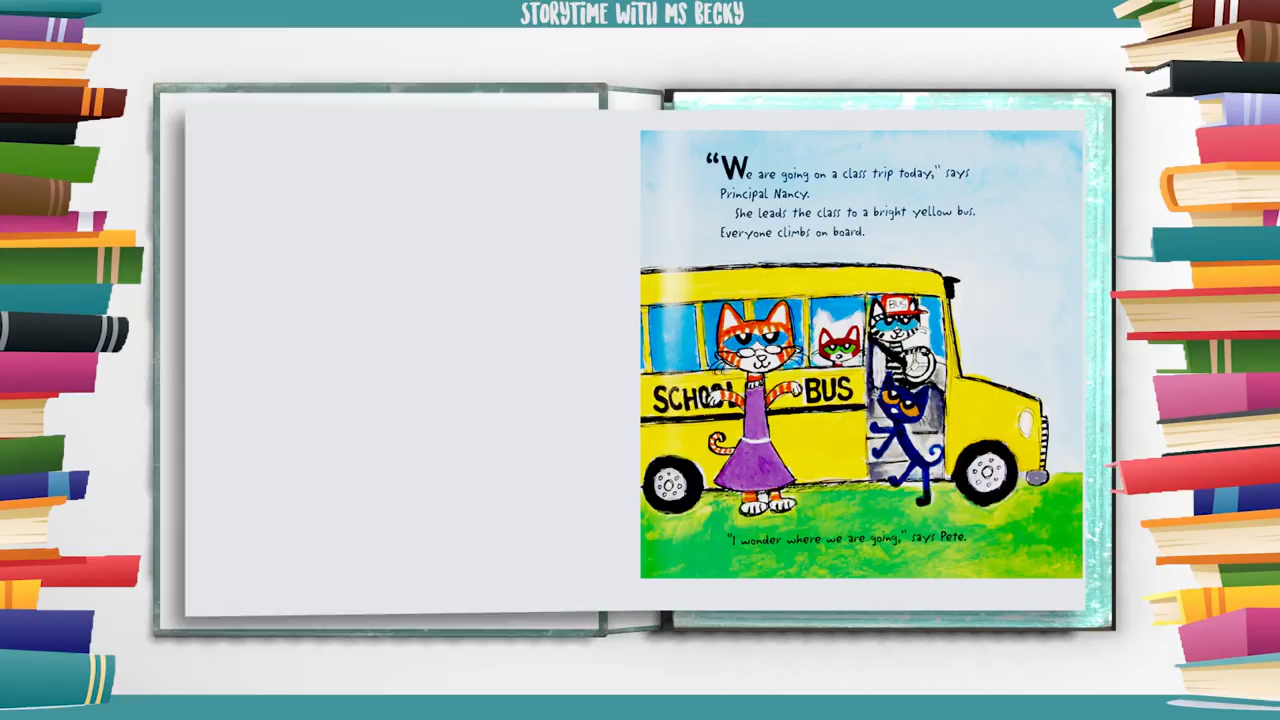 STORYTIME WITH MS BECKY
“We are going on a class trip today,” says
Principal Nancy.
She leads the class to a bright yellow bus.
Everyone climbs on board.
BUS
SCHOOL BUS
“I wonder where we are going,” says Pete.